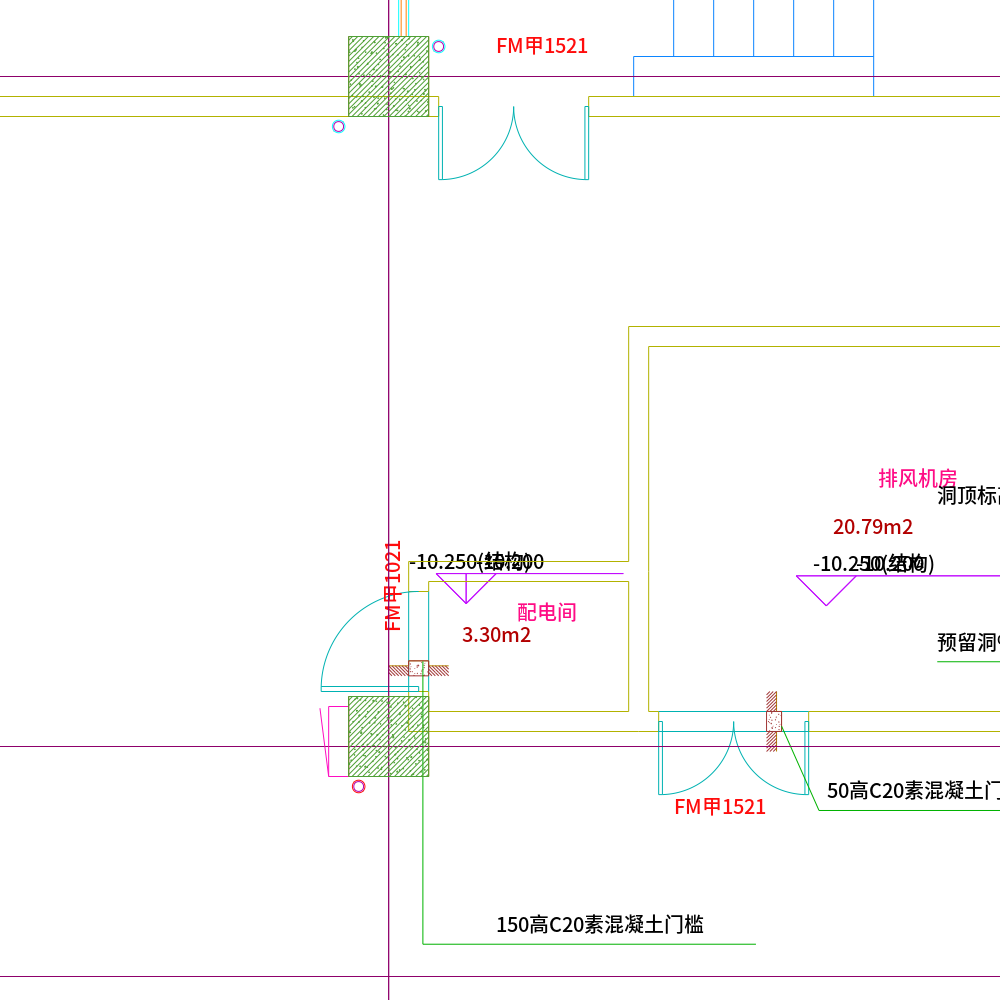 FM甲1521
排风机房
洞顶标
20.79m2
FM甲1021
-10.250(结构)
-10.250(结构)
配电间
3.30m2
预留洞
50高C20素混凝土门
FM甲1521
150高C20素混凝土门槛